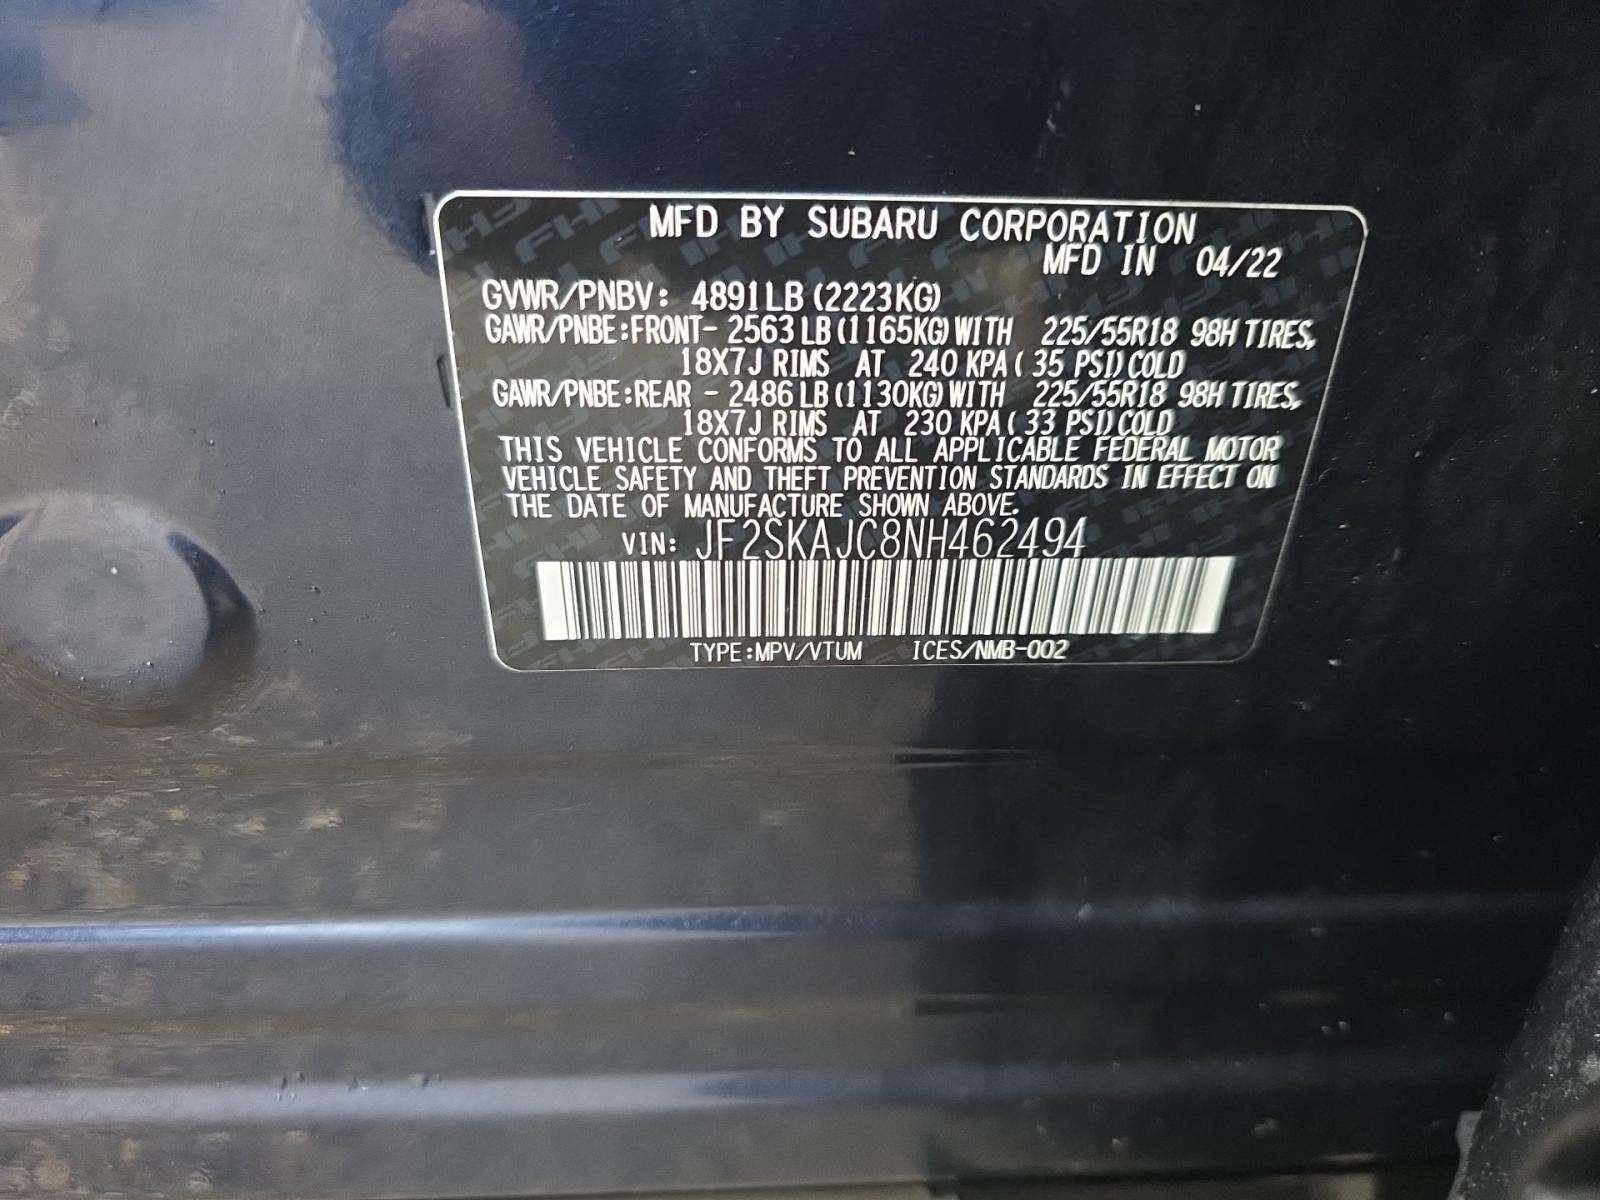 MFD BY SUBARU CORPORATION
MFD IN 04/22
GVWR/PNBV: 4891LB(2223KG)
GAWR/PNBE:FRONT- 2563LB(1165KG)WITH 225/55R18 98H TIRES,
18X7J RIMS AT 240 KPA( 35 PSI)COLD
GAWR/PNBE:REAR - 2486LB(1130KG)WITH 225/55R18 98H TIRES,
18X7J RIMS AT 230 KPA( 33 PSI)COLD
THIS VEHICLE CONFORMS TO ALL APPLICABLE FEDERAL MOTOR
VEHICLE SAFETY AND THEFT PREVENTION STANDARDS IN EFFECT ON
THE DATE OF MANUFACTURE SHOWN ABOVE.
VIN: JF2SKAJC8NH462494
TYPE:MPV/VTUM ICES/NMB-002